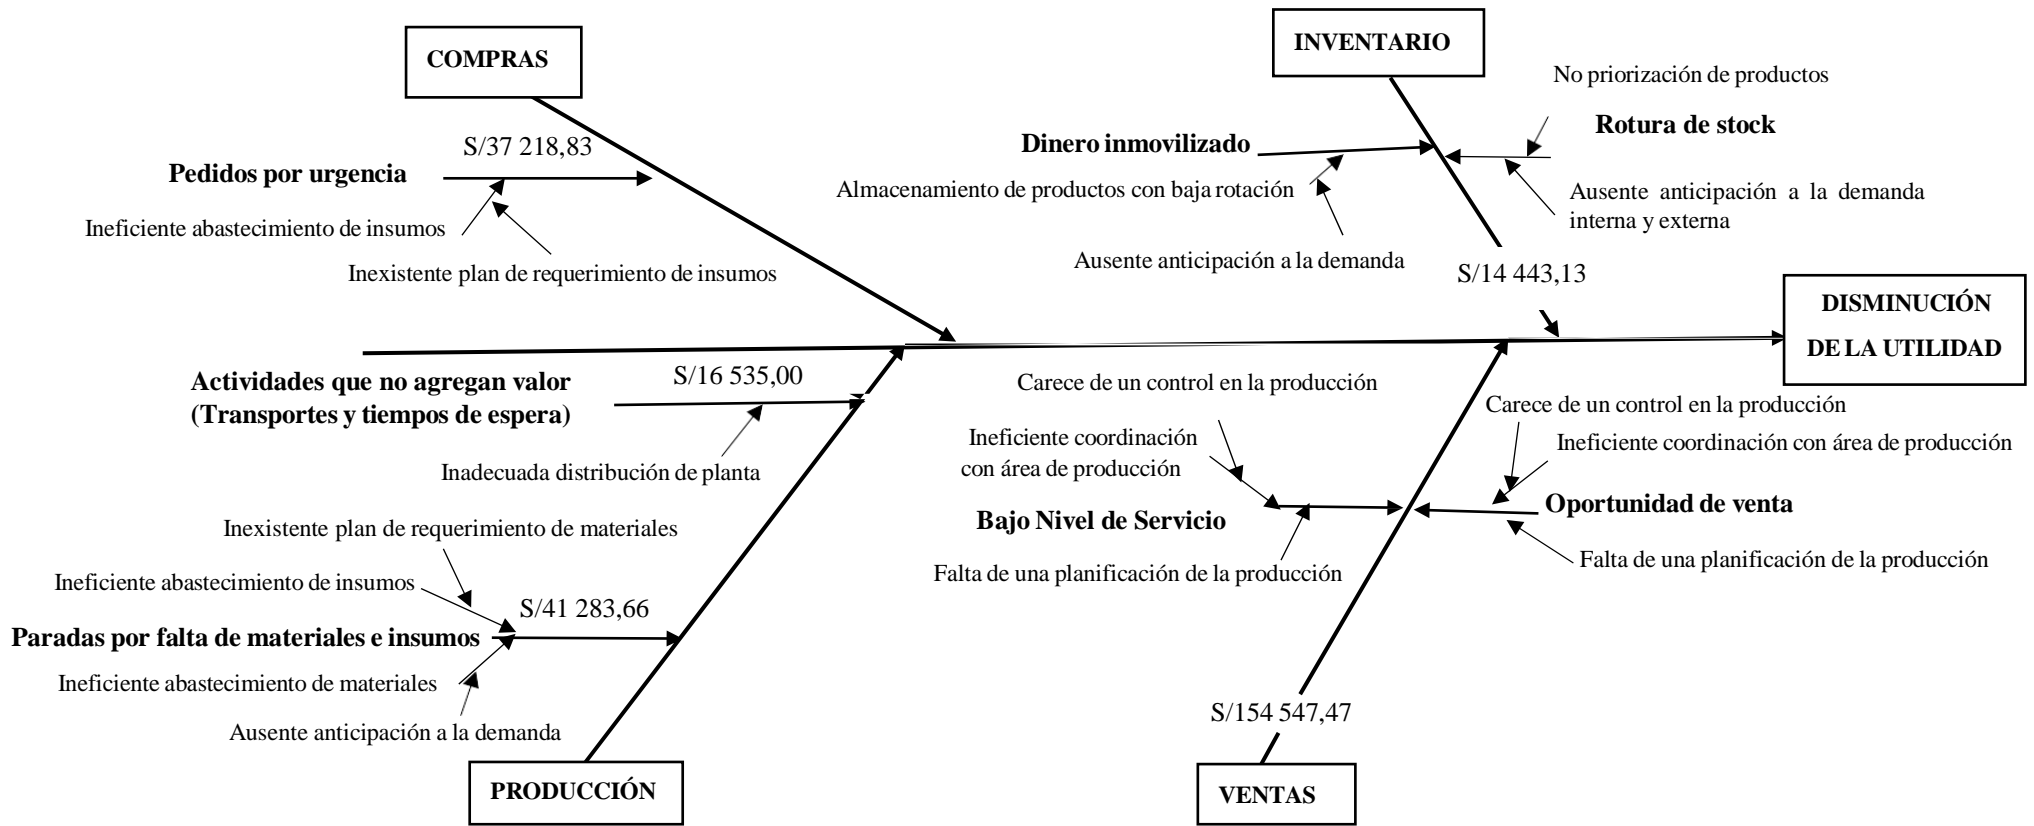 COMPRAS
S/37 218,83
Pedidos por urgencia
Ineficiente abastecimiento de insumos
Inexistente plan de requerimiento de insumos
INVENTARIO
No priorización de productos
Rotura de stock
Dinero inmovilizado
Almacenamiento de productos con baja rotación
Ausente anticipación a la demanda
interna y externa
Ausente anticipación a la demanda
S/14 443,13
DISMINUCIÓN
DE LA UTILIDAD
Actividades que no agregan valor
(Transportes y tiempos de espera)
S/16 535,00
Inadecuada distribución de planta
Inexistente plan de requerimiento de materiales
Ineficiente abastecimiento de insumos
S/41 283,66
Paradas por falta de materiales e insumos
Ineficiente abastecimiento de materiales
Ausente anticipación a la demanda
PRODUCCIÓN
Carece de un control en la producción
Ineficiente coordinación
con área de producción
Bajo Nivel de Servicio
Falta de una planificación de la producción
Carece de un control en la producción
Ineficiente coordinación con área de producción
Oportunidad de venta
Falta de una planificación de la producción
S/154 547,47
VENTAS